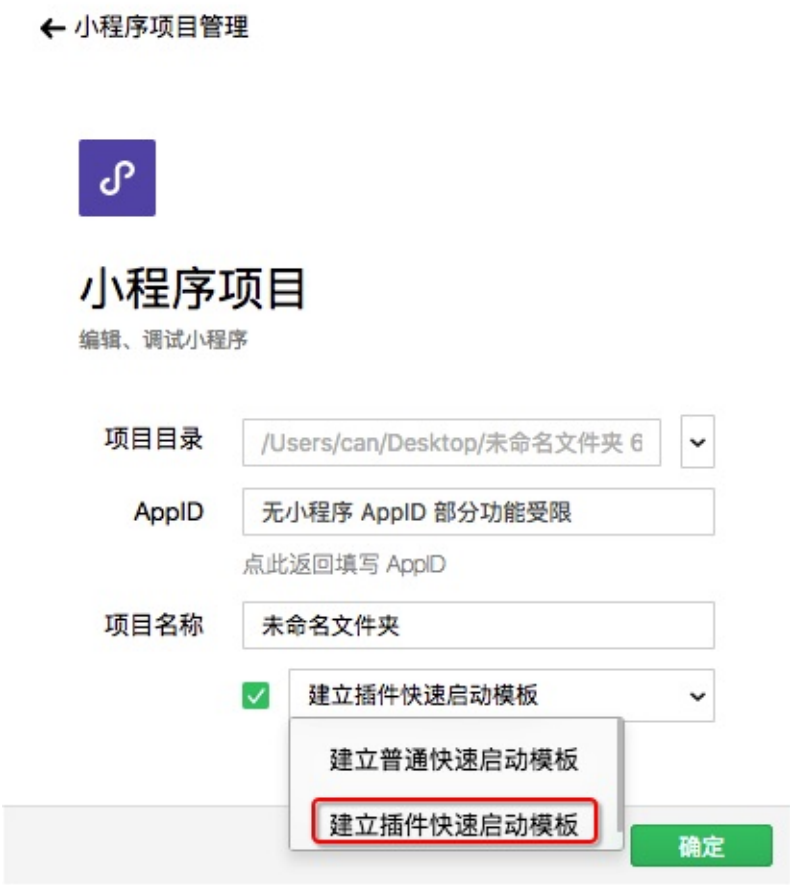 小程序项目管理
小程序项目
编辑、调试小程序
项目目录 /Users/can/Desktop/未命名文件夹 6
AppID 无小程序 AppID 部分功能受限
点此返回填写 AppID
项目名称 未命名文件夹
建立插件快速启动模板
建立普通快速启动模板
建立插件快速启动模板
确定